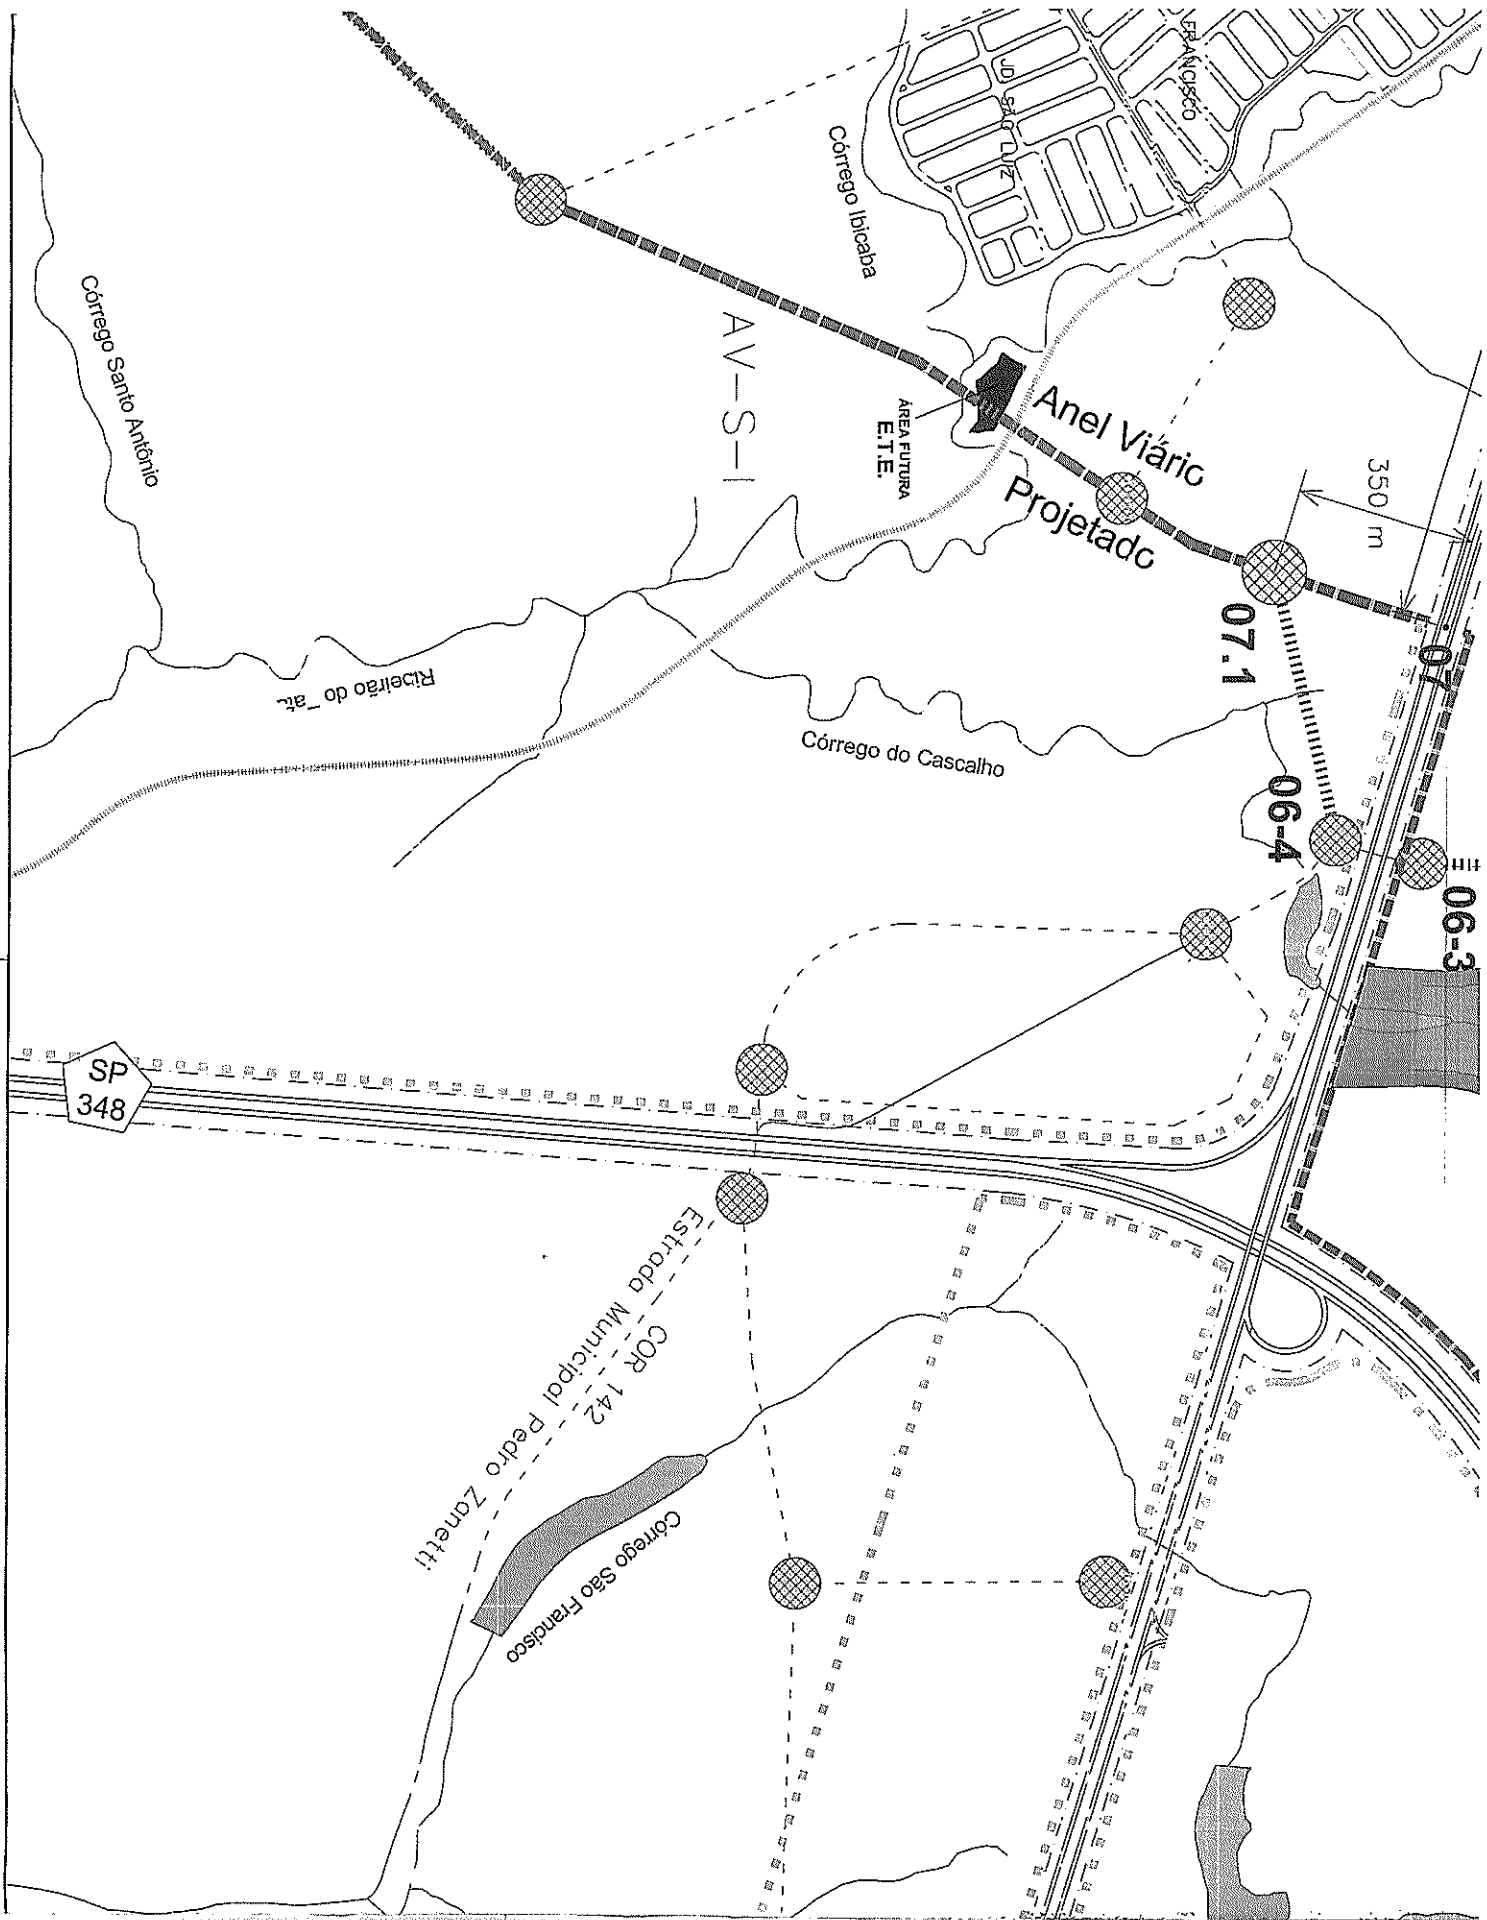 FRANCISCO
JD. SÃO LUIZ
Córrego Ibicaba
Córrego Santo Antônio
AV-S-I
ÁREA FUTURA
E.T.E.
Anel Viário
Projetado
350 m
07
07.1
06-4
06-3
Ribeirão do
Córrego do Cascalho
SP
348
COR 142
Estrada Municipal Pedro Zanetti
Córrego São Francisco